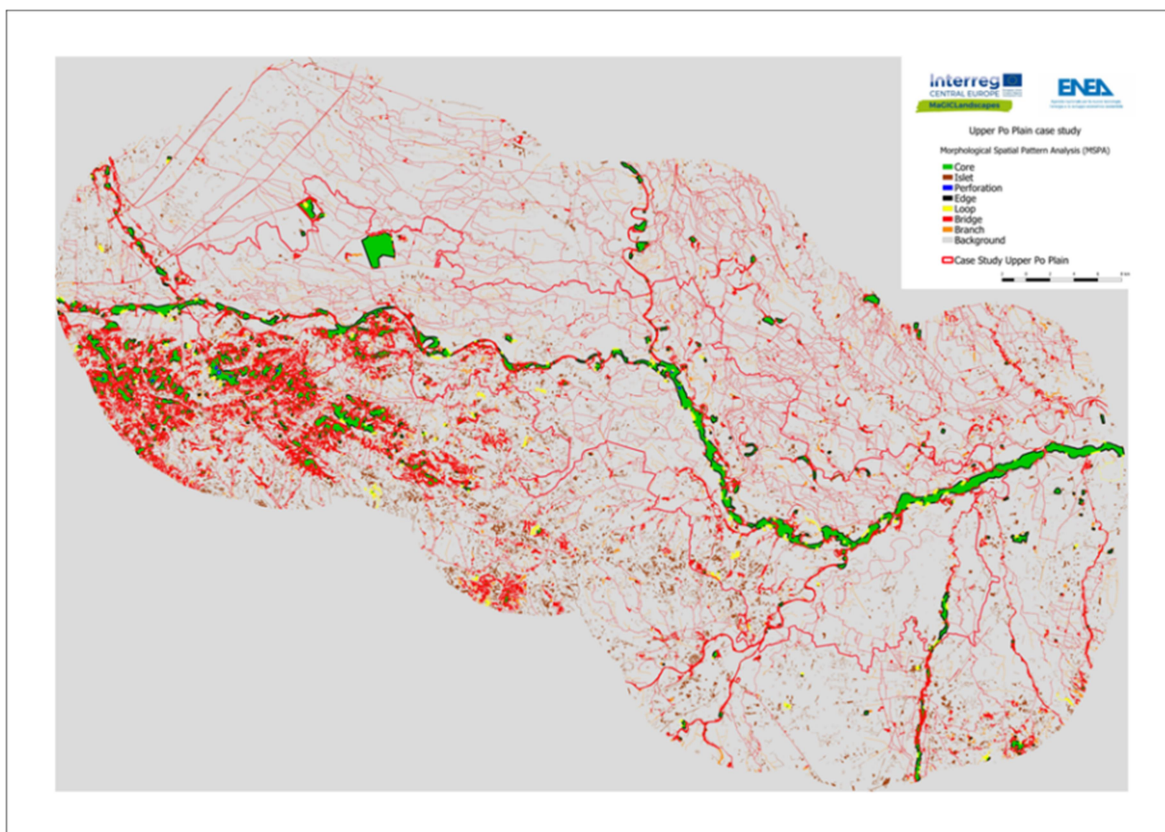 Interreg
CENTRAL EUROPE
MaGICLandscapes
ENEA
Upper Po Plain case study
Morphological Spatial Pattern Analysis (MSPA)
Core
Islet
Perforation
Edge
Loop
Bridge
Branch
Background
Case Study Upper Po Plain